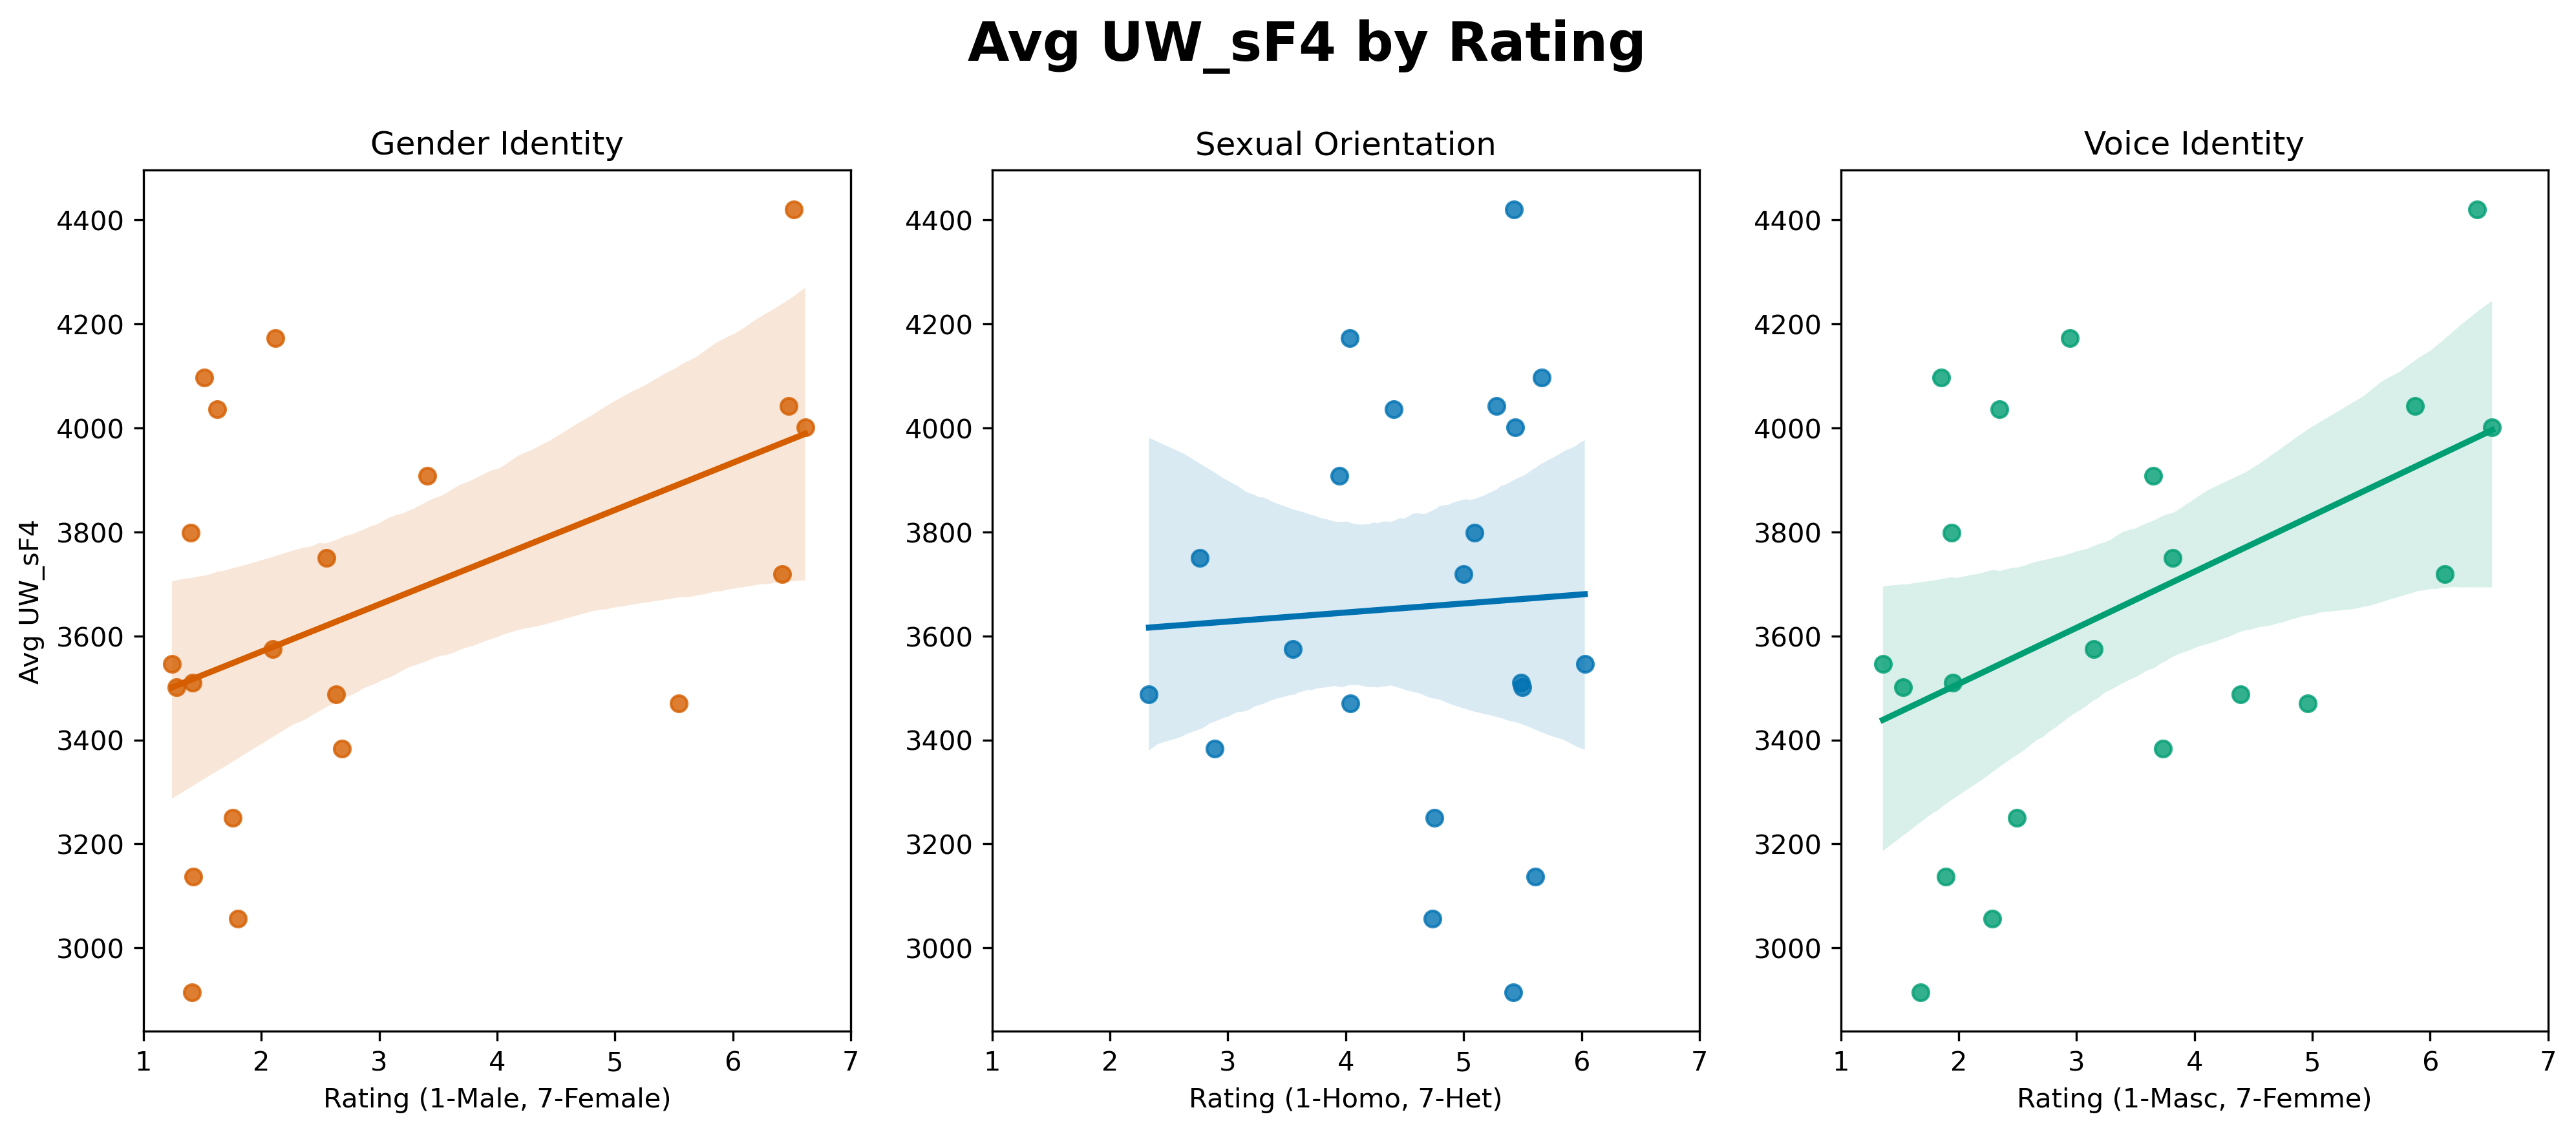 Avg UW_sF4 by Rating
Gender Identity
Sexual Orientation
Voice Identity
Avg UW_sF4
4400
4200
4000
3800
3600
3400
3200
3000
1 2 3 4 5 6 7
Rating (1-Male, 7-Female)
4400
4200
4000
3800
3600
3400
3200
3000
1 2 3 4 5 6 7
Rating (1-Homo, 7-Het)
4400
4200
4000
3800
3600
3400
3200
3000
1 2 3 4 5 6 7
Rating (1-Masc, 7-Femme)